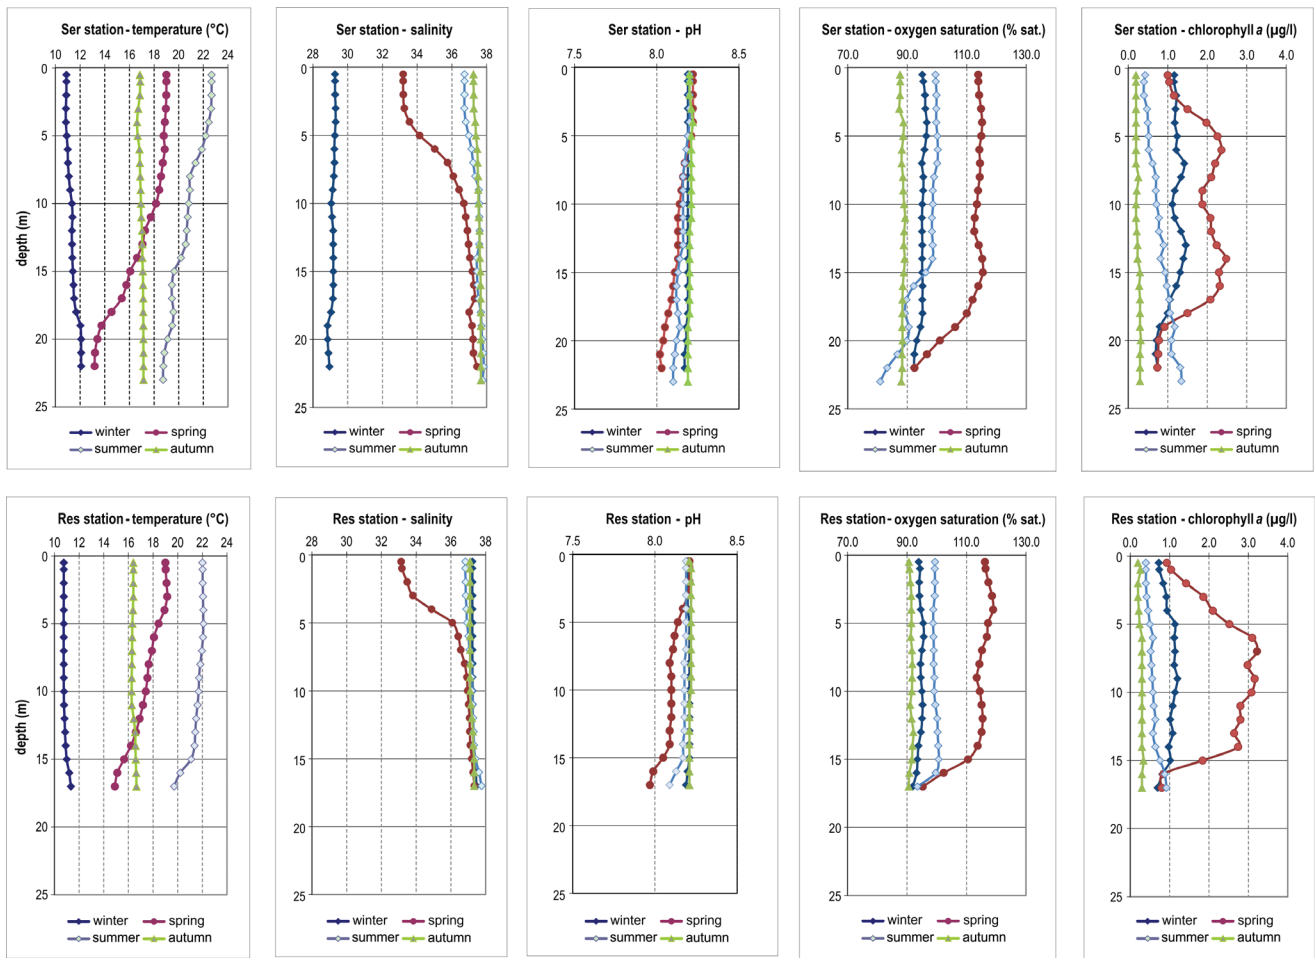 Ser station - temperature (°C)
10 12 14 16 18 20 22 24
0
5
10
15
20
25
depth (m)
winter spring
summer autumn
Ser station - salinity
28 30 32 34 36 38
0
5
10
15
20
25
winter spring
summer autumn
Ser station - pH
7.5 8.0 8.5
0
5
10
15
20
25
winter spring
summer autumn
Ser station - oxygen saturation (% sat.)
70.0 90.0 110.0 130.0
0
5
10
15
20
25
winter spring
summer autumn
Ser station - chlorophyll a (µg/l)
0.0 1.0 2.0 3.0 4.0
0
5
10
15
20
25
winter spring
summer autumn
Res station - temperature (°C)
10 12 14 16 18 20 22 24
0
5
10
15
20
25
depth (m)
winter spring
summer autumn
Res station - salinity
28 30 32 34 36 38
0
5
10
15
20
25
winter spring
summer autumn
Res station - pH
7.5 8.0 8.5
0
5
10
15
20
25
winter spring
summer autumn
Res station - oxygen saturation (% sat.)
70.0 90.0 110.0 130.0
0
5
10
15
20
25
winter spring
summer autumn
Res station - chlorophyll a (µg/l)
0.0 1.0 2.0 3.0 4.0
0
5
10
15
20
25
winter spring
summer autumn